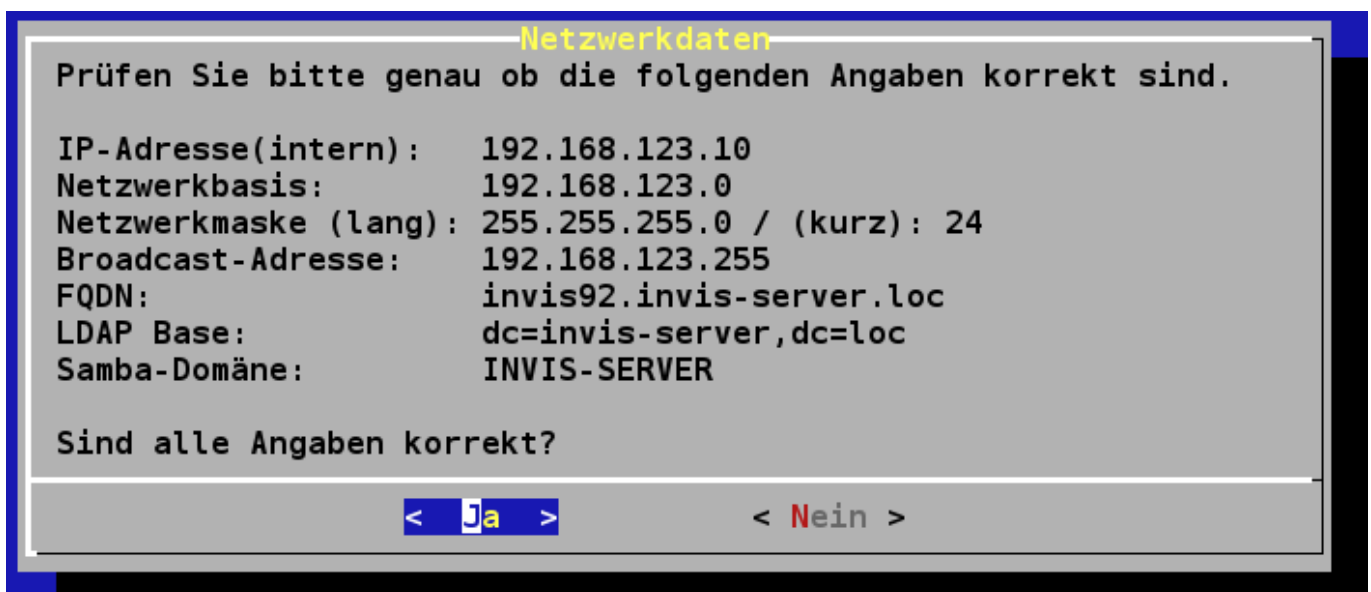 Netzwerkdaten
Prüfen Sie bitte genau ob die folgenden Angaben korrekt sind.
IP-Adresse(intern): 192.168.123.10
Netzwerkbasis: 192.168.123.0
Netzwerkmaske (lang): 255.255.255.0 / (kurz): 24
Broadcast-Adresse: 192.168.123.255
FQDN: invis92.invis-server.loc
LDAP Base: dc=invis-server,dc=loc
Samba-Domäne: INVIS-SERVER
Sind alle Angaben korrekt?
< Ja > < Nein >